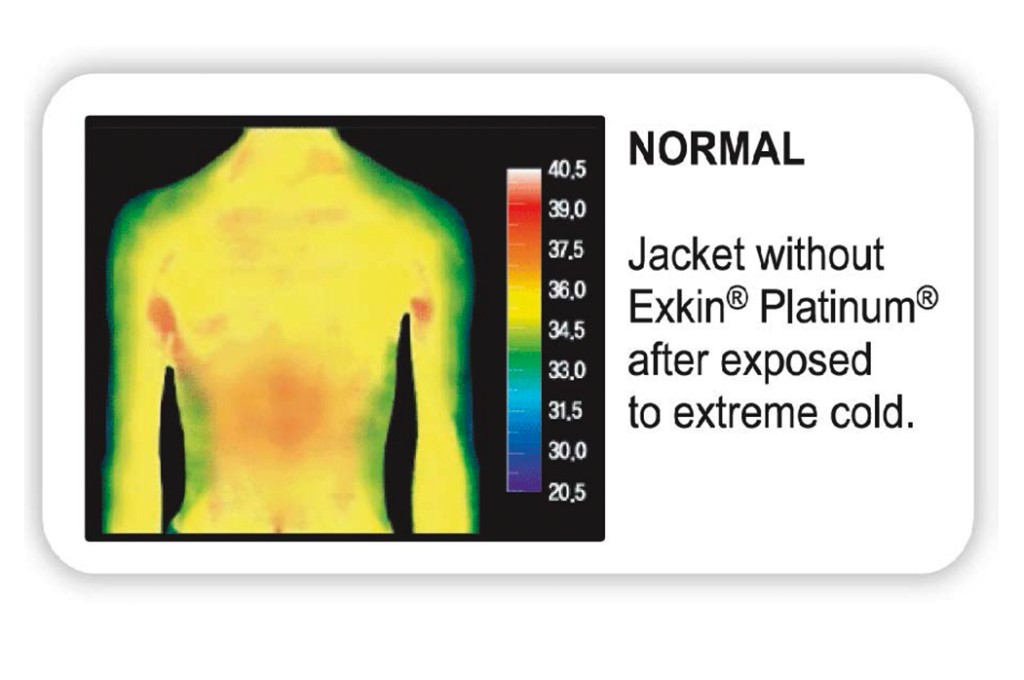 40.5
39.0
37.5
36.0
34.5
33.0
31.5
30.0
20.5
NORMAL
Jacket without
Exkin® Platinum®
after exposed
to extreme cold.